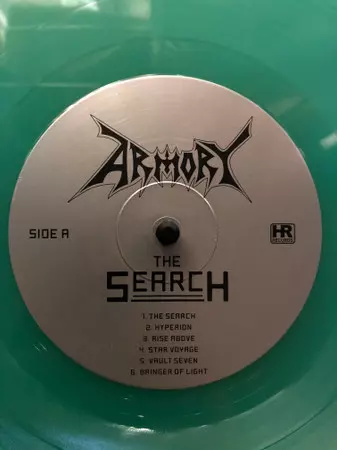 ARMORY
SIDE A
HR
RECORDS
THE
SEARCH
1. THE SEARCH
2. HYPERION
3. RISE ABOVE
4. STAR VOYAGE
5. VAULT SEVEN
6. BRINGER OF LIGHT